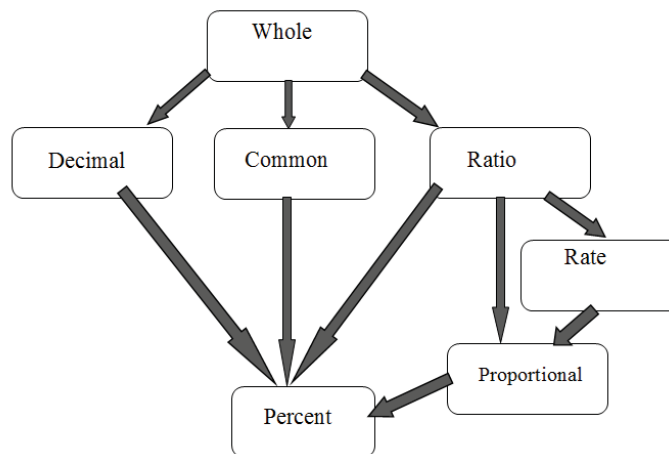 Whole
Decimal
Common
Ratio
Rate
Proportional
Percent